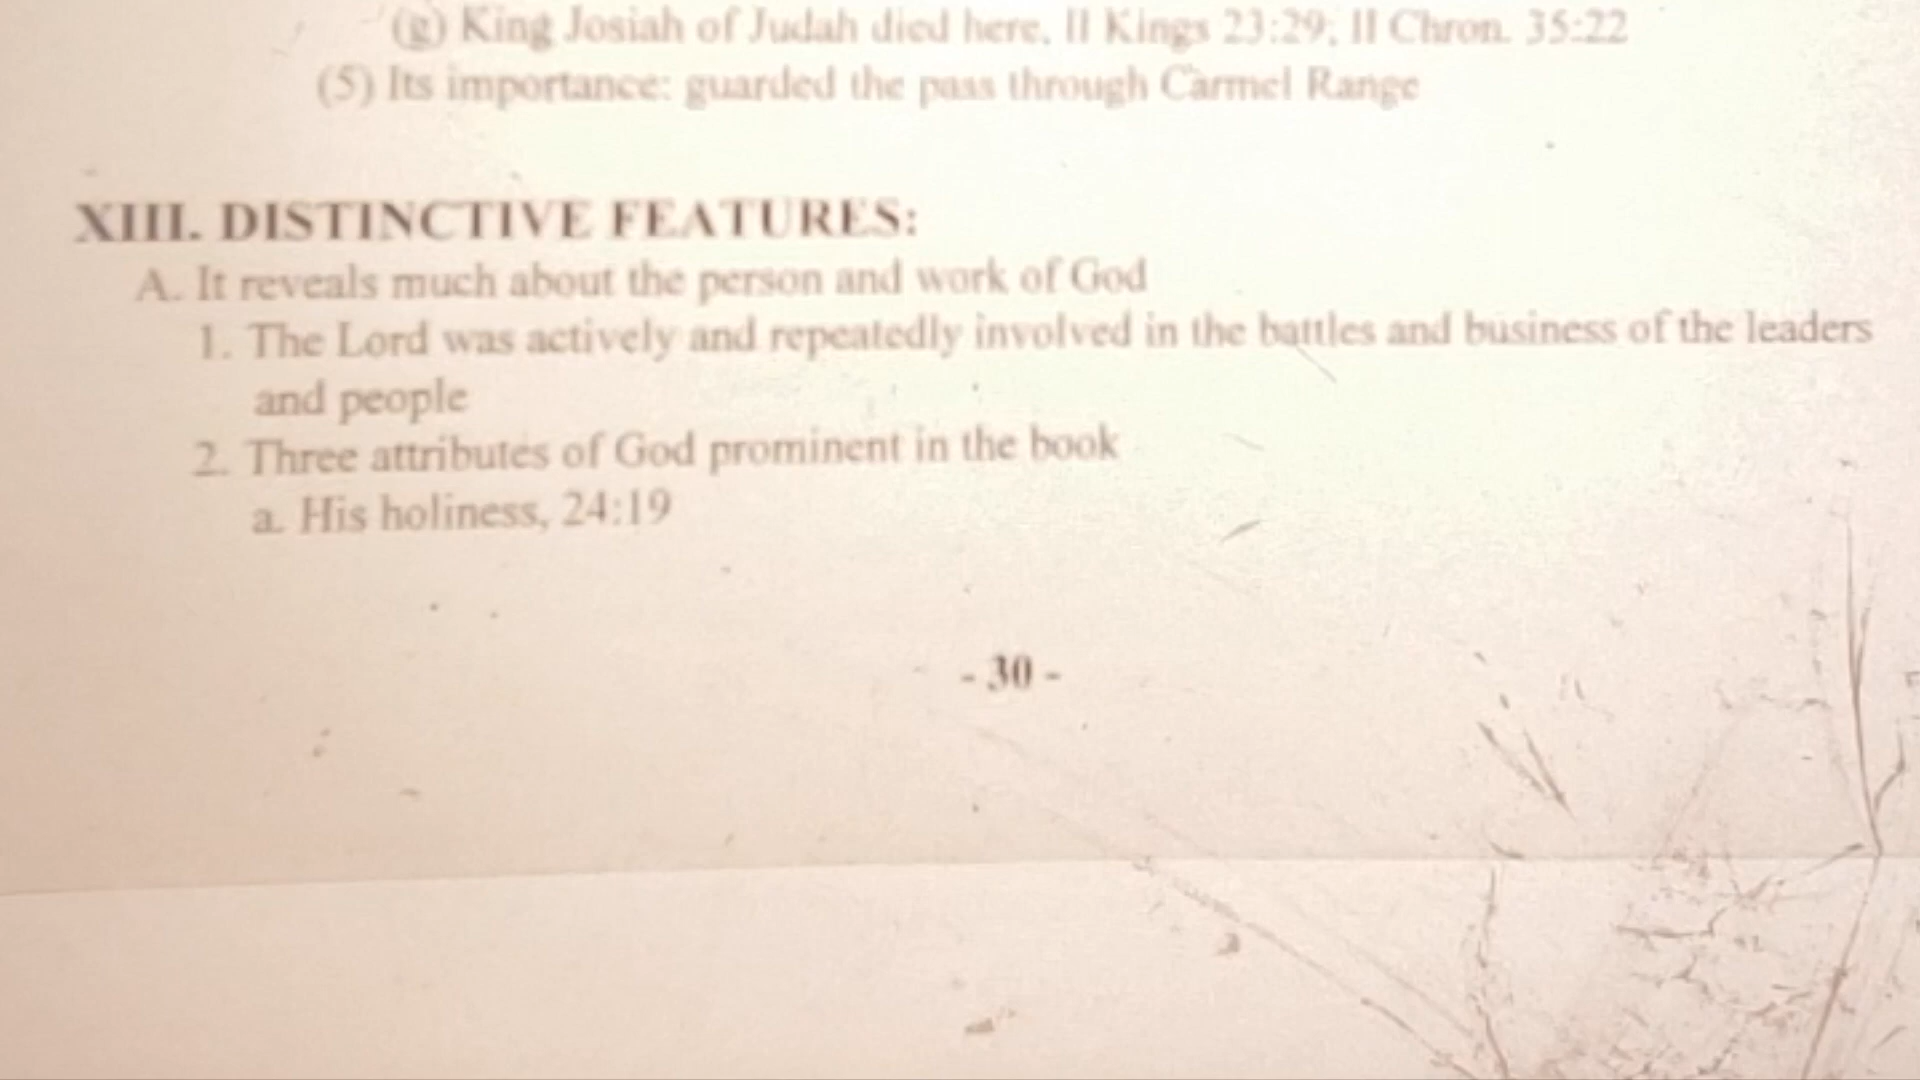 (g) King Josiah of Judah died here, II Kings 23:29; II Chron. 35:22
(5) Its importance: guarded the pass through Carmel Range
XIII. DISTINCTIVE FEATURES:
A. It reveals much about the person and work of God
1. The Lord was actively and repeatedly involved in the battles and business of the leaders
and people
2. Three attributes of God prominent in the book
a. His holiness, 24:19
- 30 -